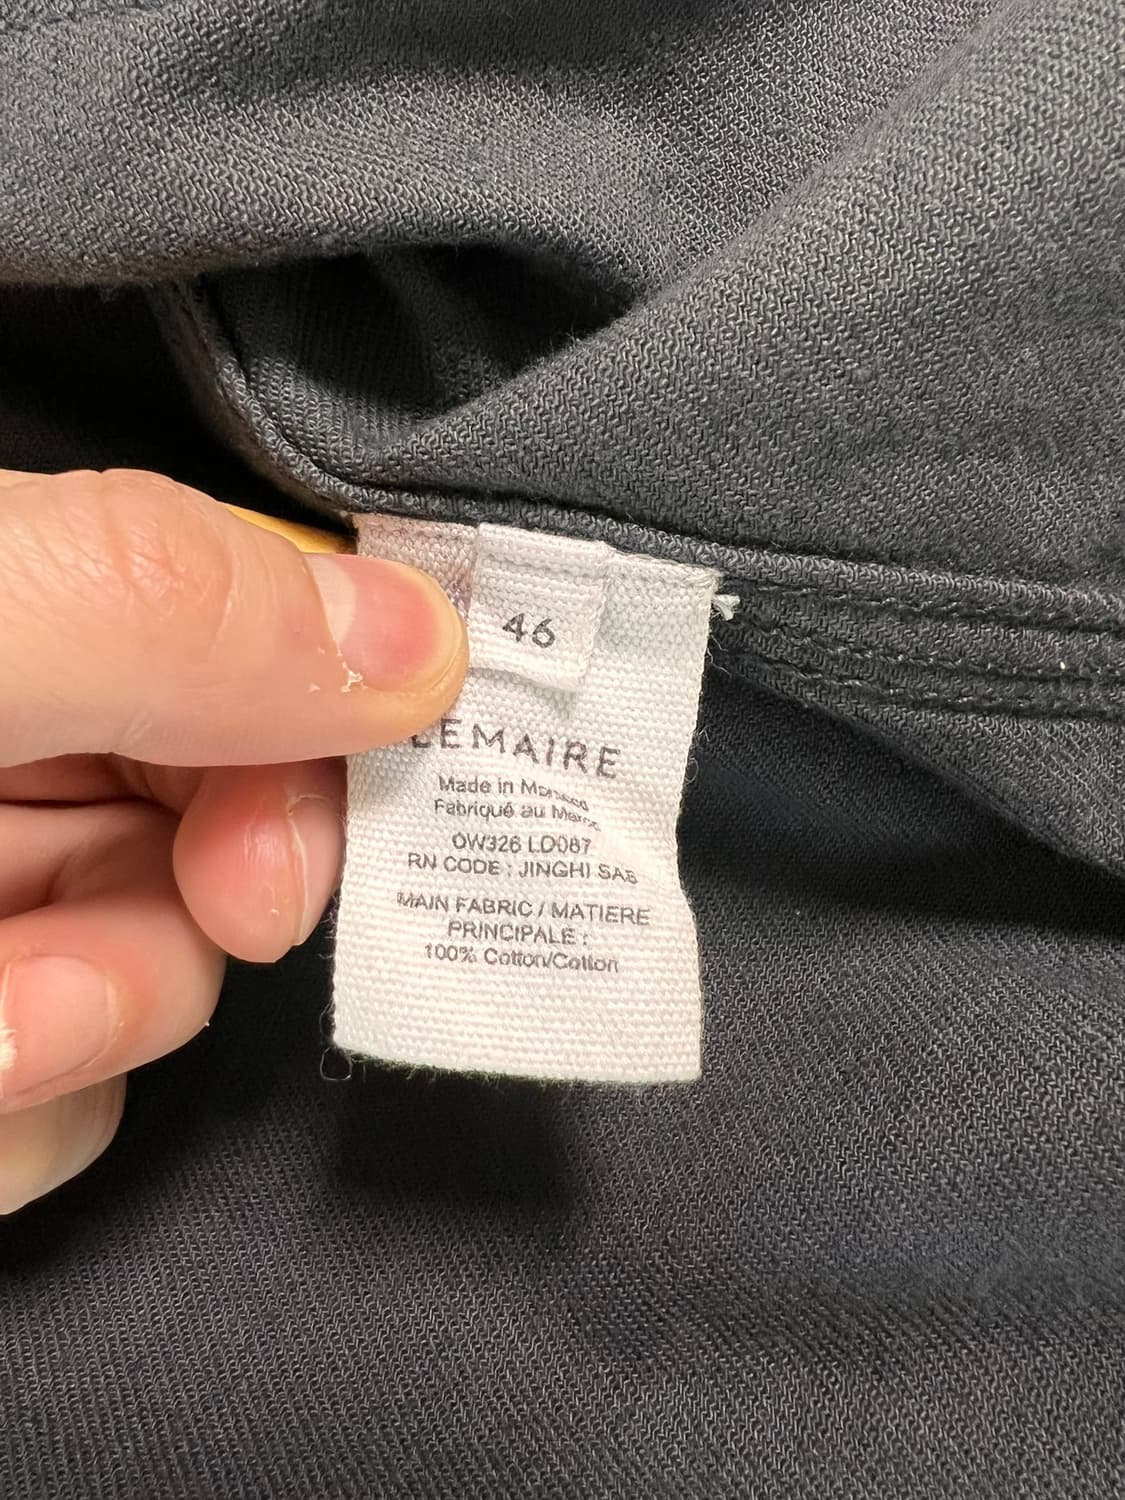 46
LEMAIRE
Made in Morocco
Fabriqué au Maroc
OW326 LD087
RN CODE : JINGHI SAS
MAIN FABRIC / MATIERE
PRINCIPALE :
100% Cotton/Cotton